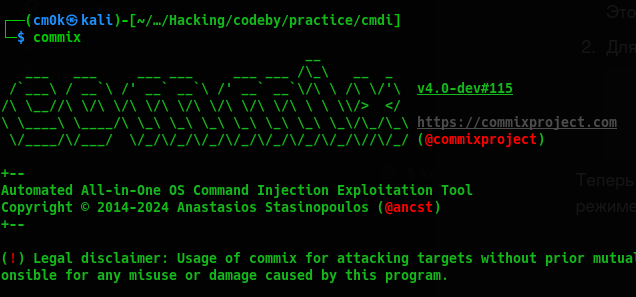 ┌──(cm0k㉿kali)-[~/…/Hacking/codeby/practice/cmdi]
└─$ commix
v4.0-dev#115
https://commixproject.com
(@commixproject)
+--
Automated All-in-One OS Command Injection Exploitation Tool
Copyright © 2014-2024 Anastasios Stasinopoulos (@ancst)
+--
(!) Legal disclaimer: Usage of commix for attacking targets without prior mutual
onsible for any misuse or damage caused by this program.
Это
2. Для
Теперь
режиме